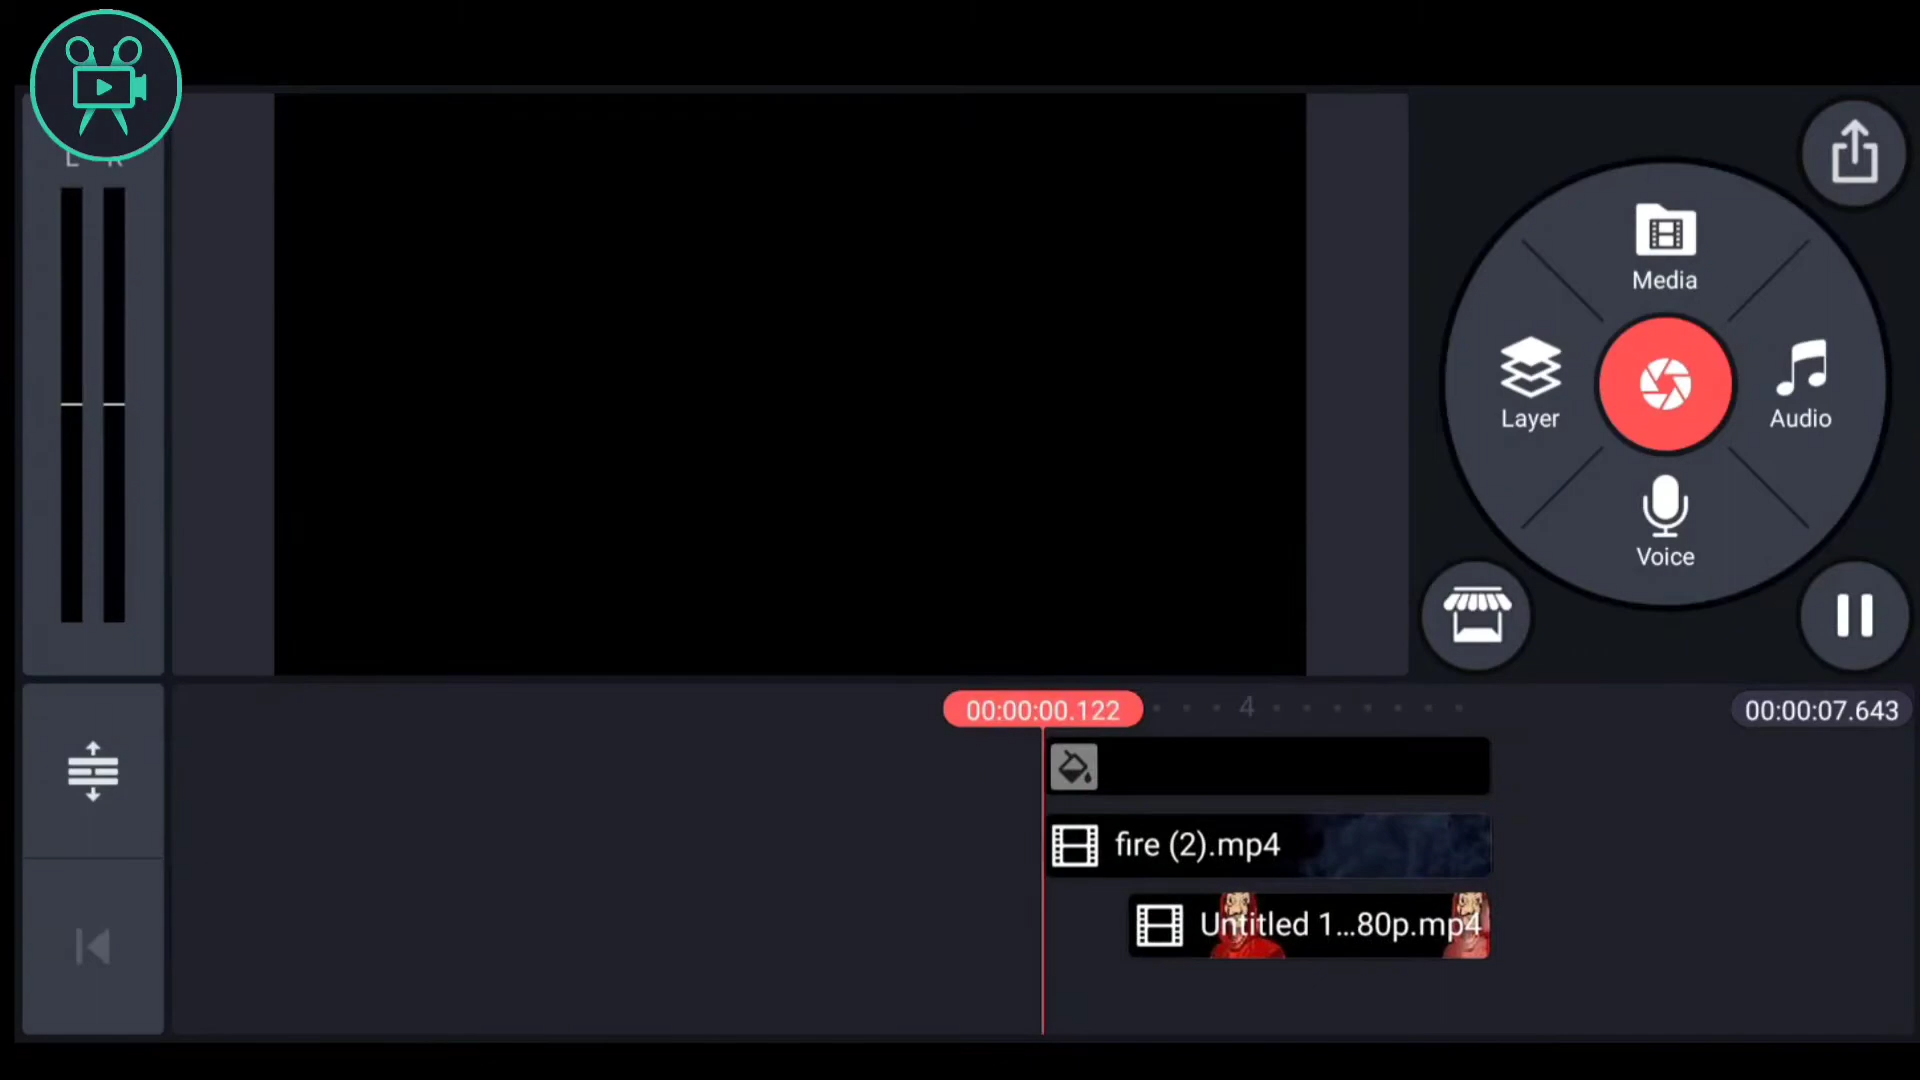 L R
Media
Layer
Audio
Voice
00:00:00.122
4
00:00:07.643
fire (2).mp4
Untitled 1...80p.mp4